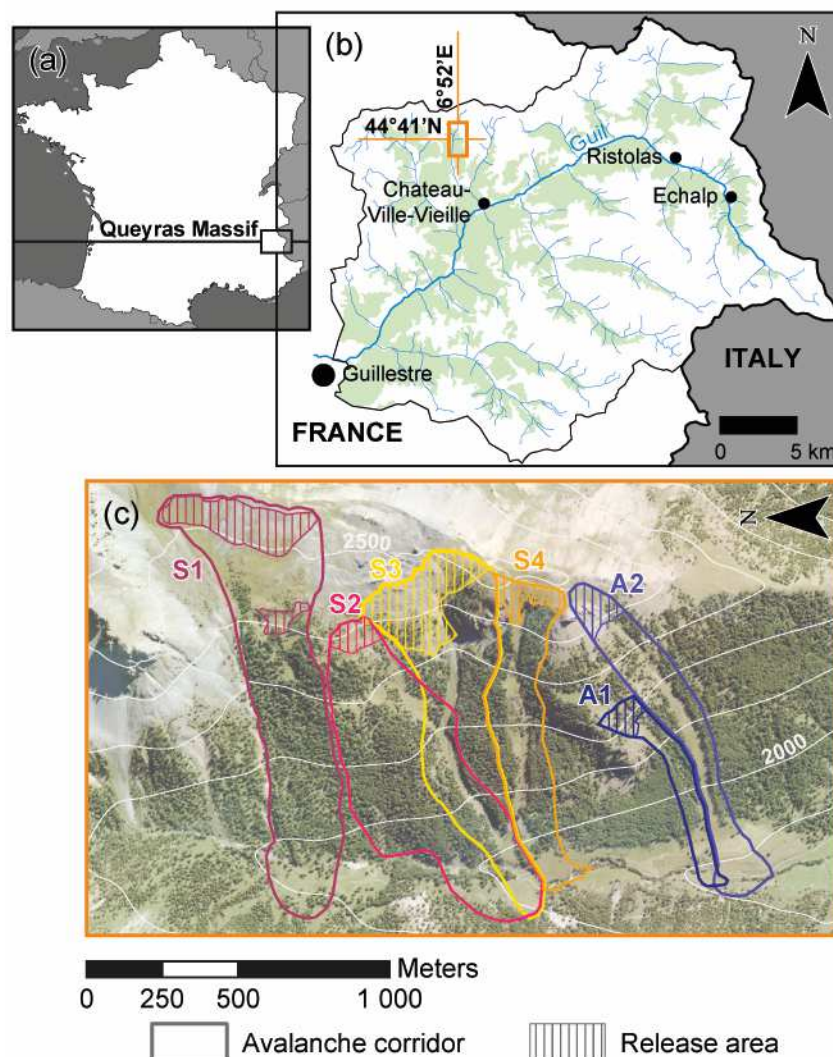 (a)
Queyras Massif
(b)
N
6°52'E
44°41'N
Guil
Ristolas
Chateau-
Ville-Vieille
Echalp
Guillestre
ITALY
FRANCE
5 km
(c)
N
2500
S1
S2
S3
S4
A2
A1
2000
Meters
0 250 500 1 000
Avalanche corridor
Release area